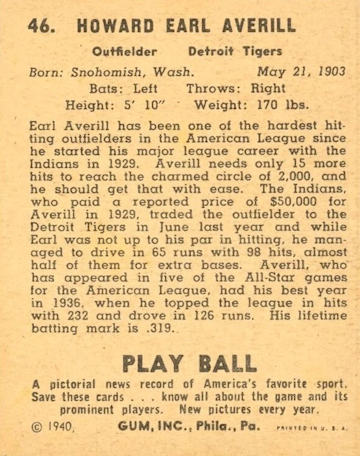 46. HOWARD EARL AVERILL
Outfielder Detroit Tigers
Born: Snohomish, Wash. May 21, 1903
Bats: Left Throws: Right
Height: 5' 10" Weight: 170 lbs.
Earl Averill has been one of the hardest hit-
ting outfielders in the American League since
he started his major league career with the
Indians in 1929. Averill needs only 15 more
hits to reach the charmed circle of 2,000, and
he should get that with ease. The Indians,
who paid a reported price of $50,000 for
Averill in 1929, traded the outfielder to the
Detroit Tigers in June last year and while
Earl was not up to his par in hitting, he man-
aged to drive in 65 runs with 98 hits, almost
half of them for extra bases. Averill, who
has appeared in five of the All-Star games
for the American League, had his best year
in 1936, when he topped the league in hits
with 232 and drove in 126 runs. His lifetime
batting mark is .319.
PLAY BALL
A pictorial news record of America's favorite sport.
Save these cards . . . know all about the game and its
prominent players. New pictures every year.
© 1940, GUM, INC., Phila., Pa. PRINTED IN U. S. A.